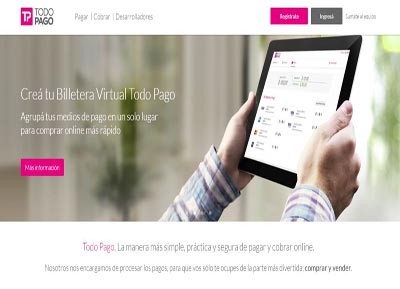 TP TODO PAGO
Pagar | Cobrar | Desarrolladores
Registrate
Ingresá
Sumate al equipo
Creá tu Billetera Virtual Todo Pago
Agrupá tus medios de pago en un solo lugar
para comprar online más rápido
Más información
Todo Pago. La manera más simple, práctica y segura de pagar y cobrar online.
Nosotros nos encargamos de procesar los pagos, para que vos sólo te ocupes de la parte más divertida: comprar y vender.